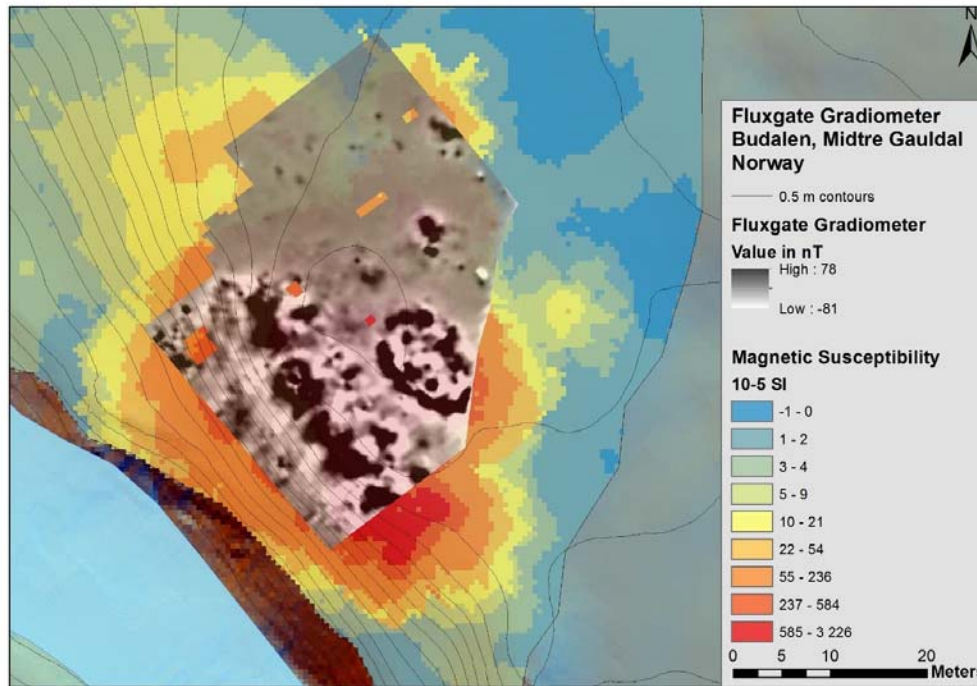 N
Fluxgate Gradiometer
Budalen, Midtre Gauldal
Norway
0.5 m contours
Fluxgate Gradiometer
Value in nT
High : 78
Low : -81
Magnetic Susceptibility
10-5 SI
-1 - 0
1 - 2
3 - 4
5 - 9
10 - 21
22 - 54
55 - 236
237 - 584
585 - 3 226
0 5 10 20
Meter